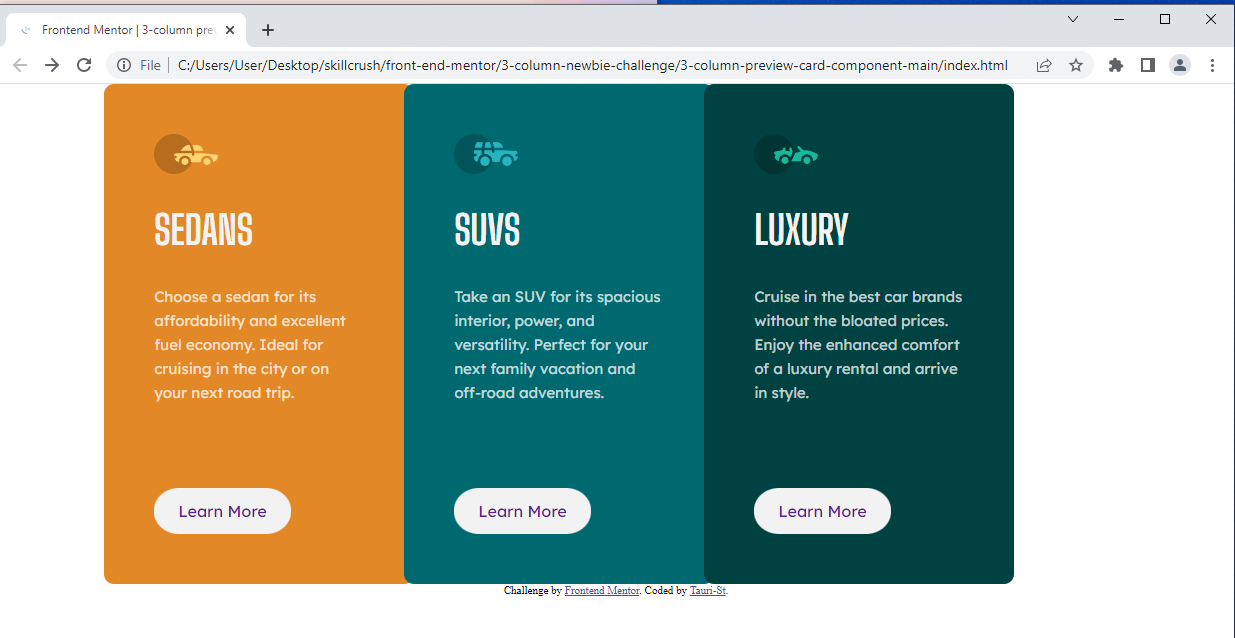 Frontend Mentor | 3-column prev
File
C:/Users/User/Desktop/skillcrush/front-end-mentor/3-column-newbie-challenge/3-column-preview-card-component-main/index.html
SEDANS
Choose a sedan for its
affordability and excellent
fuel economy. Ideal for
cruising in the city or on
your next road trip.
Learn More
SUVS
Take an SUV for its spacious
interior, power, and
versatility. Perfect for your
next family vacation and
off-road adventures.
Learn More
LUXURY
Cruise in the best car brands
without the bloated prices.
Enjoy the enhanced comfort
of a luxury rental and arrive
in style.
Learn More
Challenge by Frontend Mentor. Coded by Tauri-St.